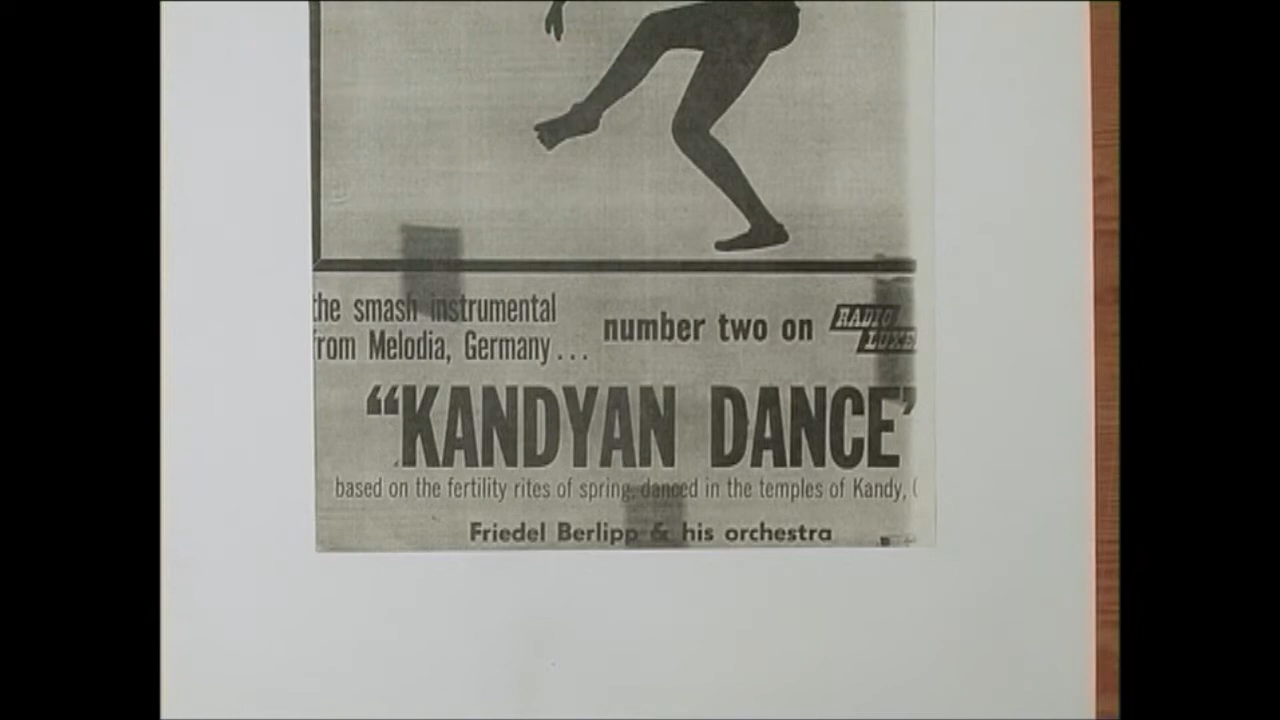 the smash instrumental
from Melodia, Germany...
number two on
RADIO
LUXE
“KANDYAN DANCE”
based on the fertility rites of spring, danced in the temples of Kandy,
Friedel Berlipp & his orchestra